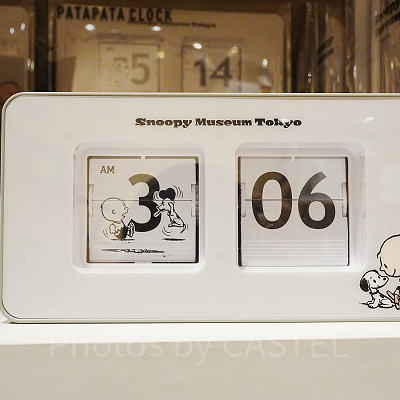 PATAPATA CLOCK
5
14
Snoopy Museum Tokyo
AM
3
06
Photos by CASTEL